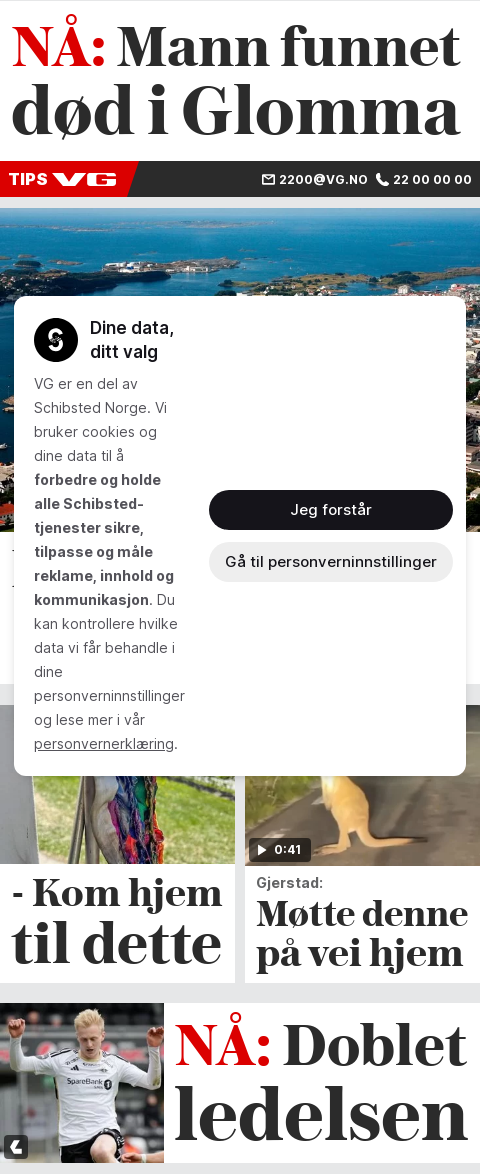 NÅ: Mann funnet
død i Glomma
TIPS VG
2200@VG.NO 22 00 00 00
Dine data,
ditt valg
VG er en del av
Schibsted Norge. Vi
bruker cookies og
dine data til å
forbedre og holde
alle Schibsted-
tjenester sikre,
tilpasse og måle
reklame, innhold og
kommunikasjon. Du
kan kontrollere hvilke
data vi får behandle i
dine
personverninnstillinger
og lese mer i vår
personvernerklæring.
Jeg forstår
Gå til personverninnstillinger
0:41
- Kom hjem
til dette
Gjerstad:
Møtte denne
på vei hjem
SpareBank
NÅ: Doblet
ledelsen